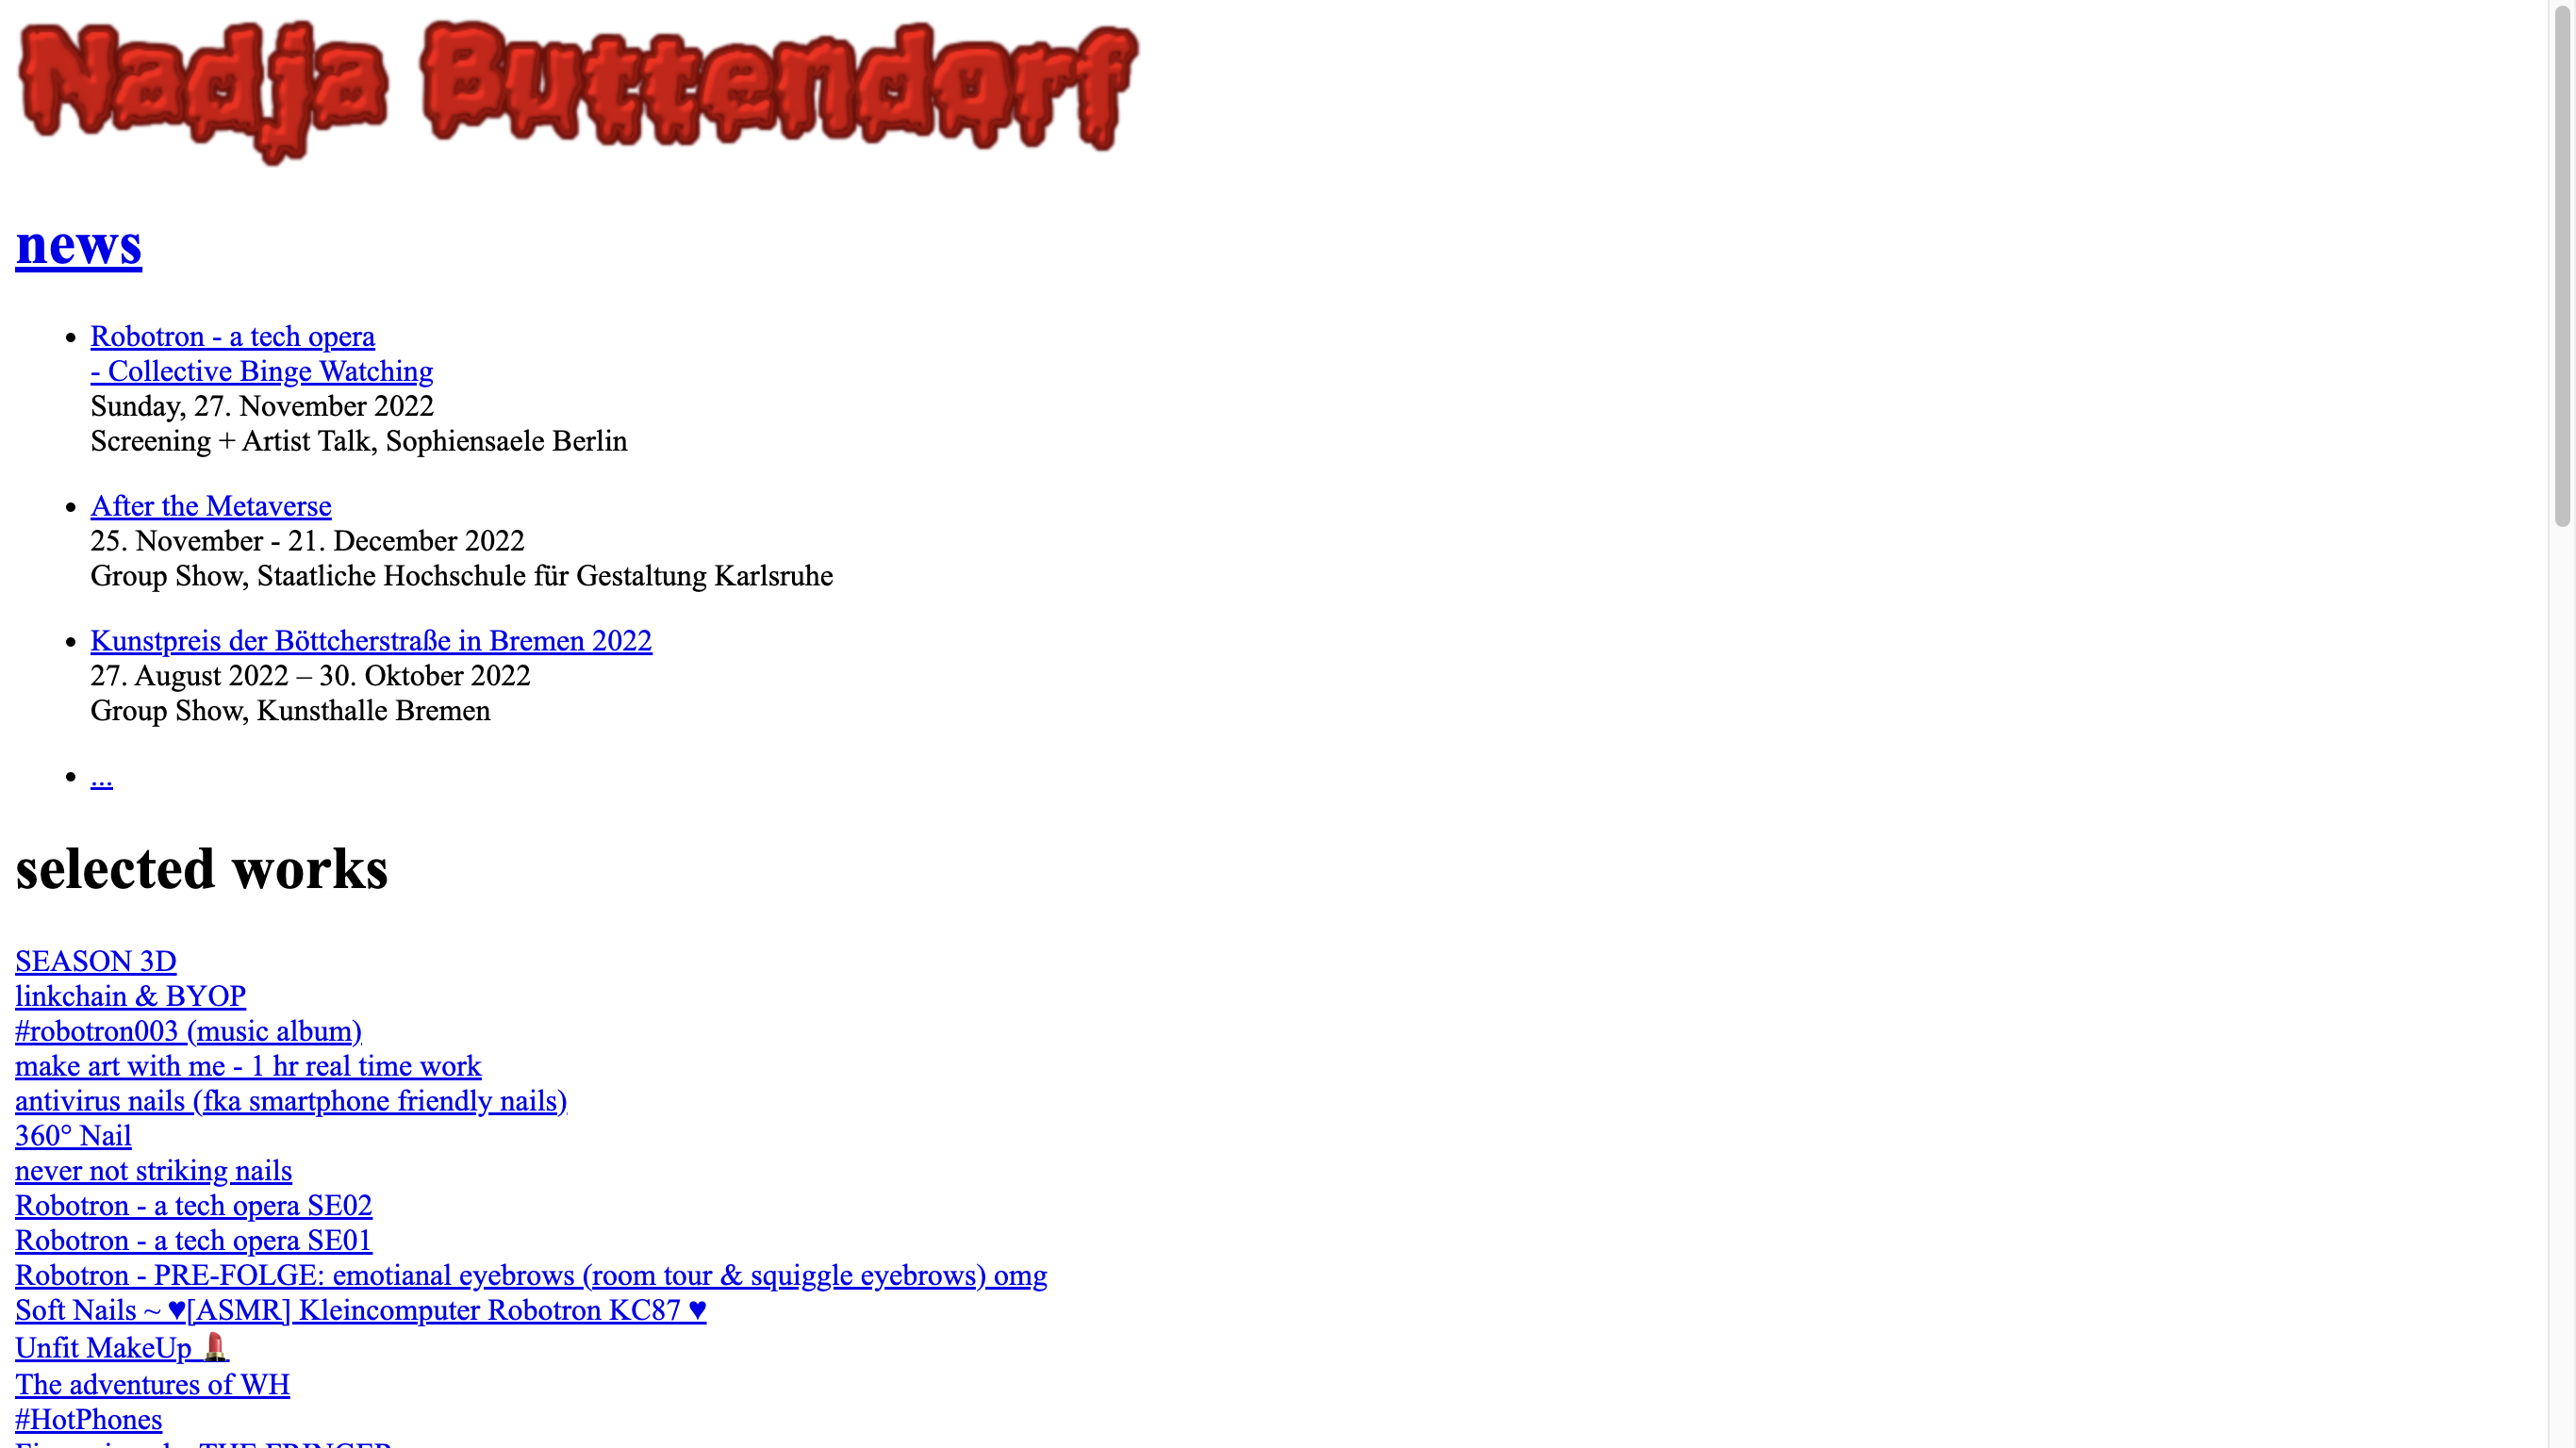 Nadja Buttendorf
news
Robotron - a tech opera
- Collective Binge Watching
Sunday, 27. November 2022
Screening + Artist Talk, Sophiensaele Berlin
After the Metaverse
25. November - 21. December 2022
Group Show, Staatliche Hochschule für Gestaltung Karlsruhe
Kunstpreis der Böttcherstraße in Bremen 2022
27. August 2022 – 30. Oktober 2022
Group Show, Kunsthalle Bremen
...
selected works
SEASON 3D
linkchain & BYOP
#robotron003 (music album)
make art with me - 1 hr real time work
antivirus nails (fka smartphone friendly nails)
360° Nail
never not striking nails
Robotron - a tech opera SE02
Robotron - a tech opera SE01
Robotron - PRE-FOLGE: emotianal eyebrows (room tour & squiggle eyebrows) omg
Soft Nails ~ ♥[ASMR] Kleincomputer Robotron KC87 ♥
Unfit MakeUp 💄
The adventures of WH
#HotPhones